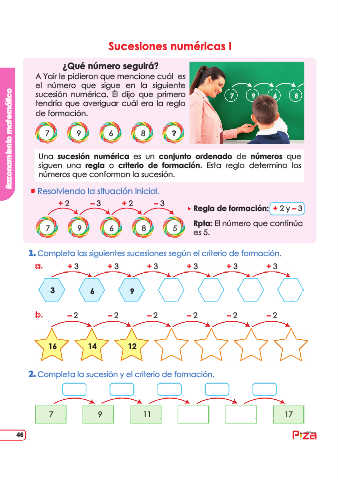 Sucesiones numéricas I
¿Qué número seguirá?
A Yair le pidieron que mencione cuál es
el número que sigue en la siguiente
sucesión numérica. Él dijo que primero
tendría que averiguar cuál era la regla
de formación.
7 9 6 8
7 9 6 8 ?
Una sucesión numérica es un conjunto ordenado de números que
siguen una regla o criterio de formación. Esta regla determina los
números que conforman la sucesión.
Resolviendo la situación inicial.
+ 2 – 3 + 2 – 3
7 9 6 8 5
Regla de formación: + 2 y – 3
Rpta: El número que continúa
es 5.
1. Completa las siguientes sucesiones según el criterio de formación.
a. + 3 + 3 + 3 + 3 + 3 + 3
3 6 9
b. – 2 – 2 – 2 – 2 – 2 – 2
16 14 12
2. Completa la sucesión y el criterio de formación.
7 9 11 17
Razonamiento matemático
46
Piza